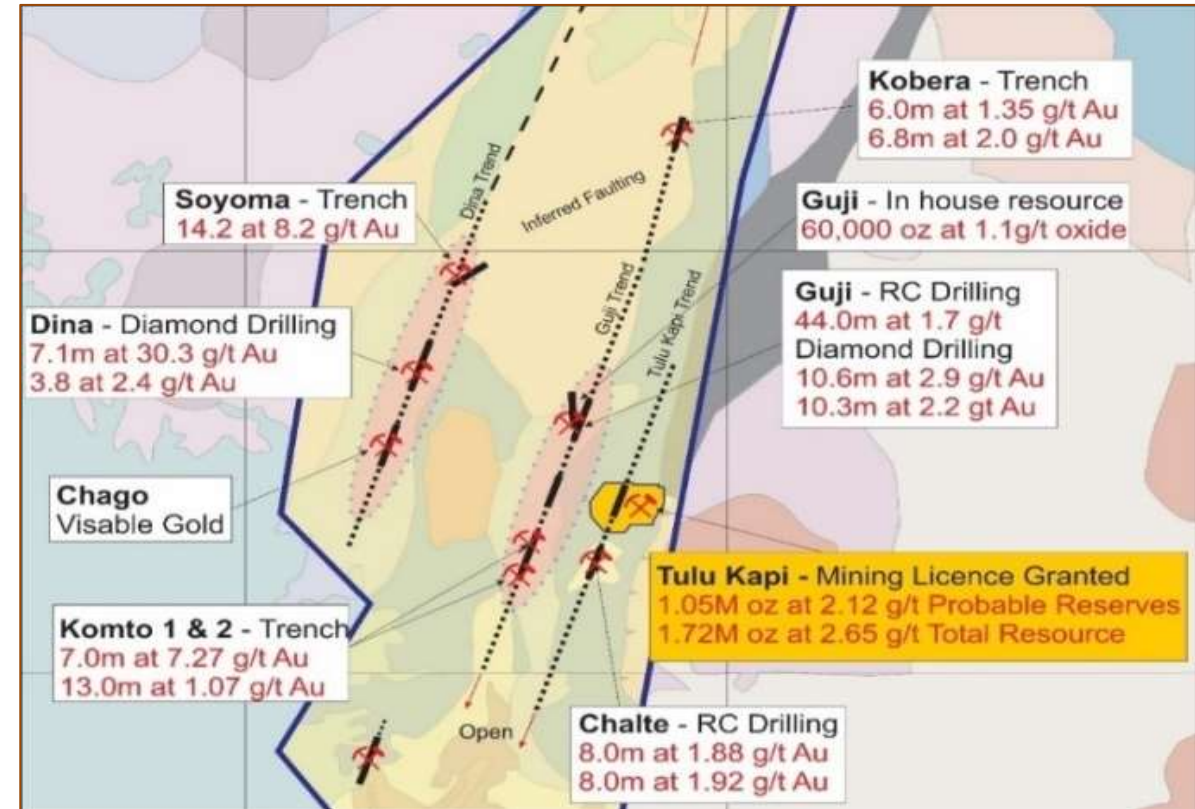 Kobera - Trench
6.0m at 1.35 g/t Au
6.8m at 2.0 g/t Au
Soyoma - Trench
14.2 at 8.2 g/t Au
Dina Trend
Inferred Faulting
Guji - In house resource
60,000 oz at 1.1g/t oxide
Guji Trend
Tulu Kapi Trend
Guji - RC Drilling
44.0m at 1.7 g/t
Diamond Drilling
10.6m at 2.9 g/t Au
10.3m at 2.2 gt Au
Dina - Diamond Drilling
7.1m at 30.3 g/t Au
3.8 at 2.4 g/t Au
Chago
Visable Gold
Tulu Kapi - Mining Licence Granted
1.05M oz at 2.12 g/t Probable Reserves
1.72M oz at 2.65 g/t Total Resource
Komto 1 & 2 - Trench
7.0m at 7.27 g/t Au
13.0m at 1.07 g/t Au
Open
Chalte - RC Drilling
8.0m at 1.88 g/t Au
8.0m at 1.92 g/t Au